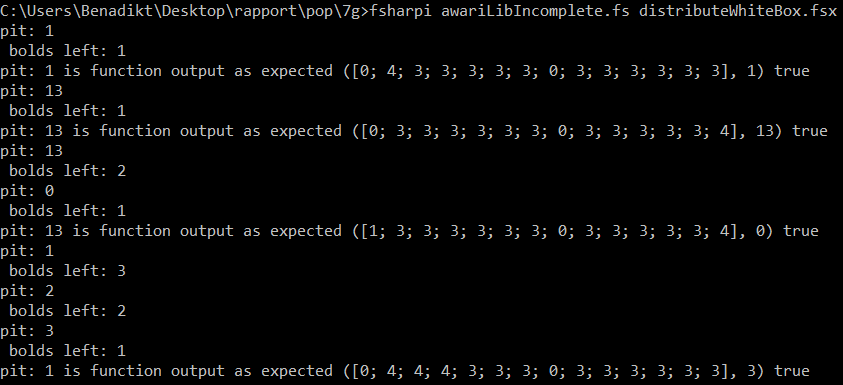 C:\Users\Benadikt\Desktop\rapport\pop\7g>fsharpi awariLibIncomplete.fs distributeWhiteBox.fsx
pit: 1
 bolds left: 1
pit: 1 is function output as expected ([0; 4; 3; 3; 3; 3; 3; 0; 3; 3; 3; 3; 3; 3], 1) true
pit: 13
 bolds left: 1
pit: 13 is function output as expected ([0; 3; 3; 3; 3; 3; 3; 0; 3; 3; 3; 3; 3; 4], 13) true
pit: 13
 bolds left: 2
pit: 0
 bolds left: 1
pit: 13 is function output as expected ([1; 3; 3; 3; 3; 3; 3; 0; 3; 3; 3; 3; 3; 4], 0) true
pit: 1
 bolds left: 3
pit: 2
 bolds left: 2
pit: 3
 bolds left: 1
pit: 1 is function output as expected ([0; 4; 4; 4; 3; 3; 3; 0; 3; 3; 3; 3; 3; 3], 3) true